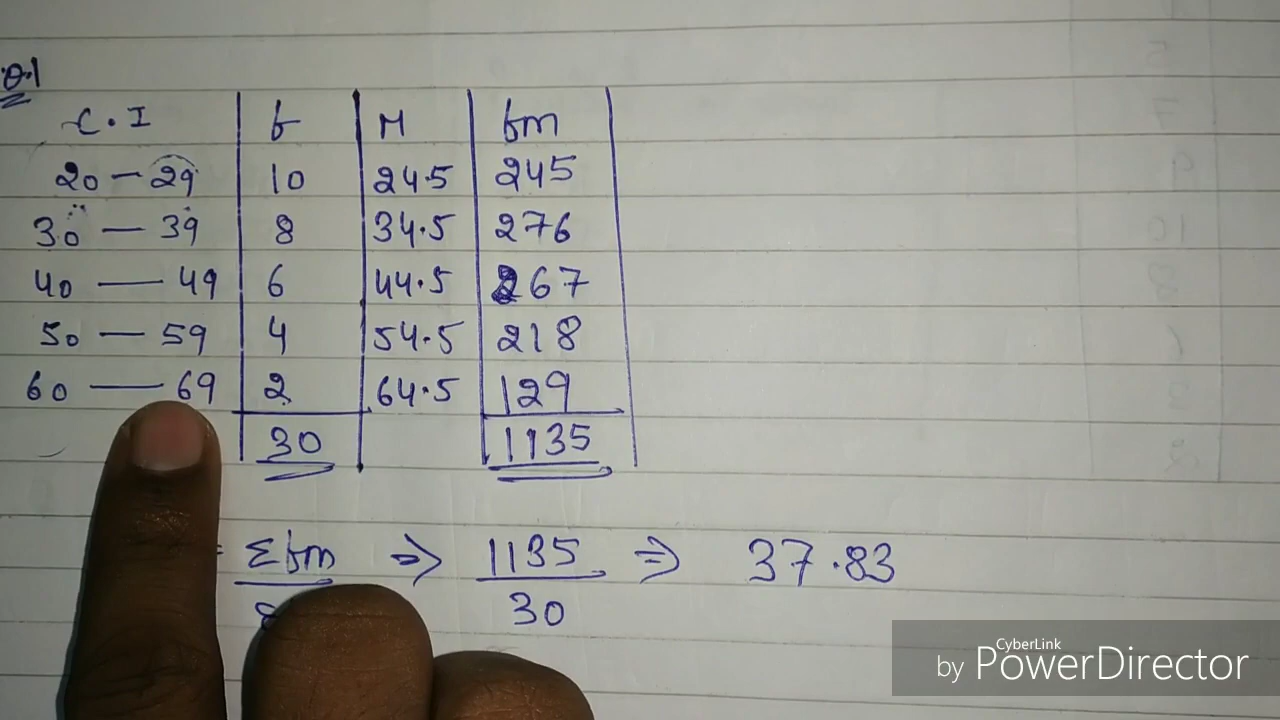 Q.1
C.I f M fm
20 — 29 10 24.5 245
30 — 39 8 34.5 276
40 — 49 6 44.5 267
50 — 59 4 54.5 218
60 — 69 2 64.5 129
30 1135
= Σfm ⇒ 1135 ⇒ 37.83
30
CyberLink
by PowerDirector